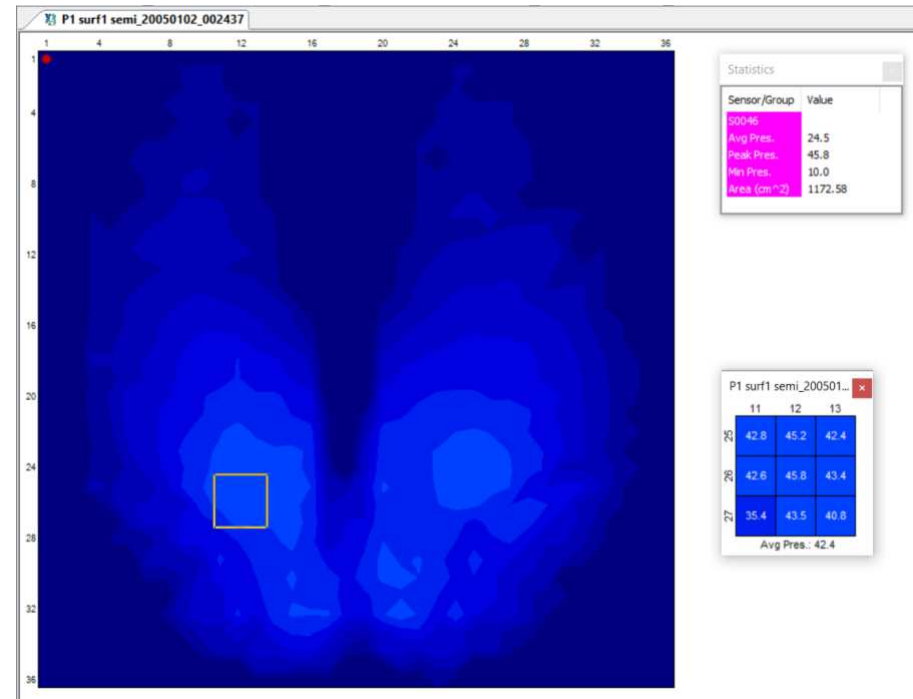 P1 surf1 semi_20050102_002437
1 4 8 12 16 20 24 28 32 36
1
4
8
12
16
20
24
28
32
36
Statistics
Sensor/Group Value
S0046
Avg Pres. 24.5
Peak Pres. 45.8
Min Pres. 10.0
Area (cm^2) 1172.58
P1 surf1 semi_200501... ×
11 12 13
25 42.8 45.2 42.4
26 42.6 45.8 43.4
27 35.4 43.5 40.8
Avg Pres.: 42.4